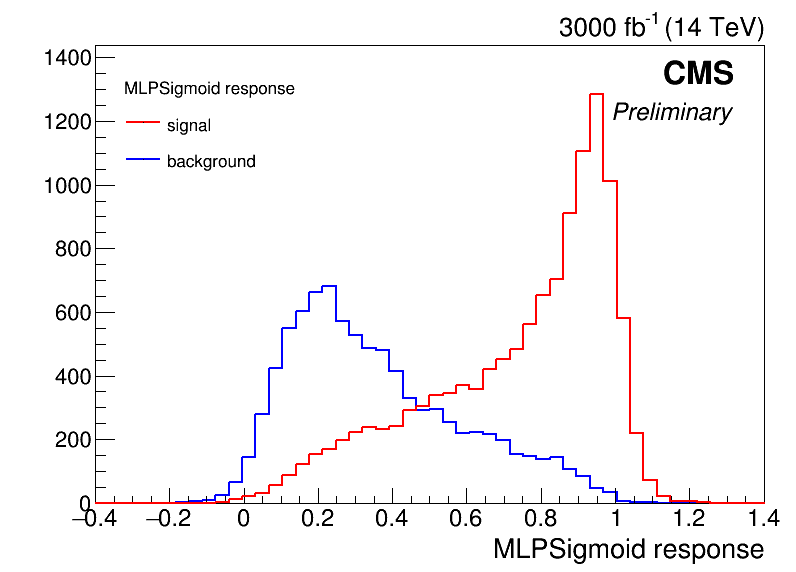 3000 fb-1 (14 TeV)
CMS
Preliminary
MLPSigmoid response
signal
background
1400
1200
1000
800
600
400
200
0
−0.4 −0.2 0 0.2 0.4 0.6 0.8 1 1.2 1.4
MLPSigmoid response